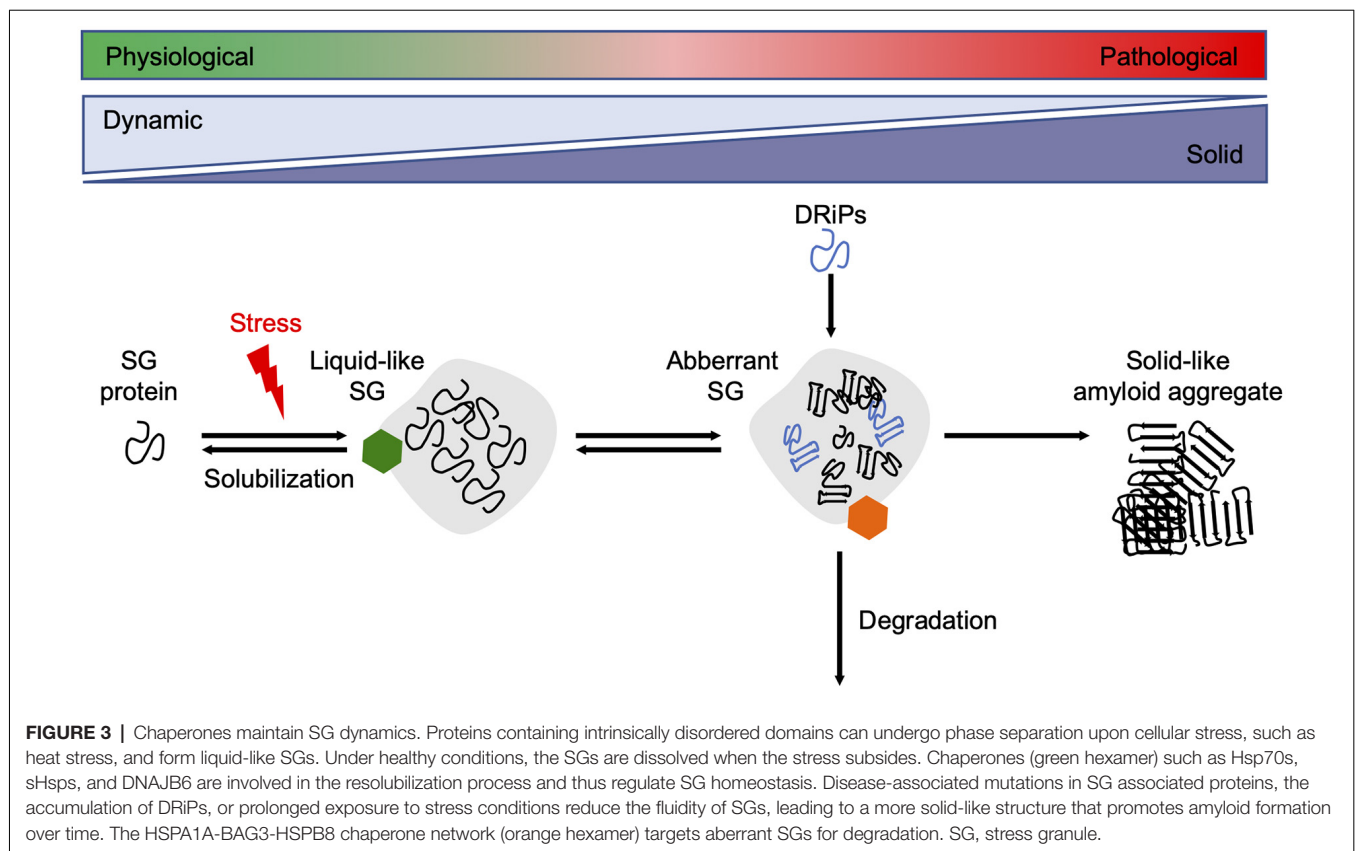 Physiological
Pathological
Dynamic
Solid
DRiPs
Stress
SG
protein
Liquid-like
SG
Abberrant
SG
Solid-like
amyloid aggregate
Solubilization
Degradation
FIGURE 3 | Chaperones maintain SG dynamics. Proteins containing intrinsically disordered domains can undergo phase separation upon cellular stress, such as
heat stress, and form liquid-like SGs. Under healthy conditions, the SGs are dissolved when the stress subsides. Chaperones (green hexamer) such as Hsp70s,
sHsps, and DNAJB6 are involved in the resolubilization process and thus regulate SG homeostasis. Disease-associated mutations in SG associated proteins, the
accumulation of DRiPs, or prolonged exposure to stress conditions reduce the fluidity of SGs, leading to a more solid-like structure that promotes amyloid formation
over time. The HSPA1A-BAG3-HSPB8 chaperone network (orange hexamer) targets aberrant SGs for degradation. SG, stress granule.